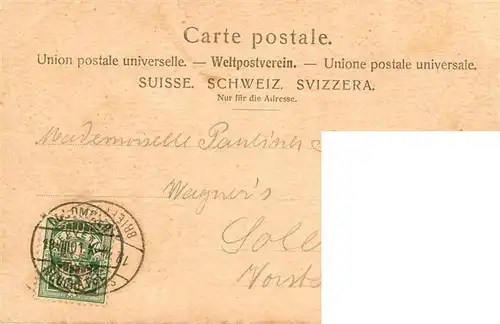 Carte postale.
Union postale universelle. — Weltpostverein. — Unione postale universale.
SUISSE. SCHWEIZ. SVIZZERA.
Nur für die Adresse.
Mademoiselle Pauline
Wagner's